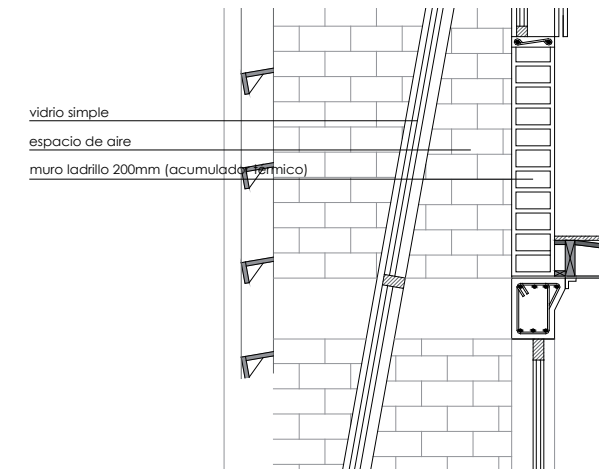 vidrio simple
espacio de aire
muro ladrillo 200mm (acumulador térmico)